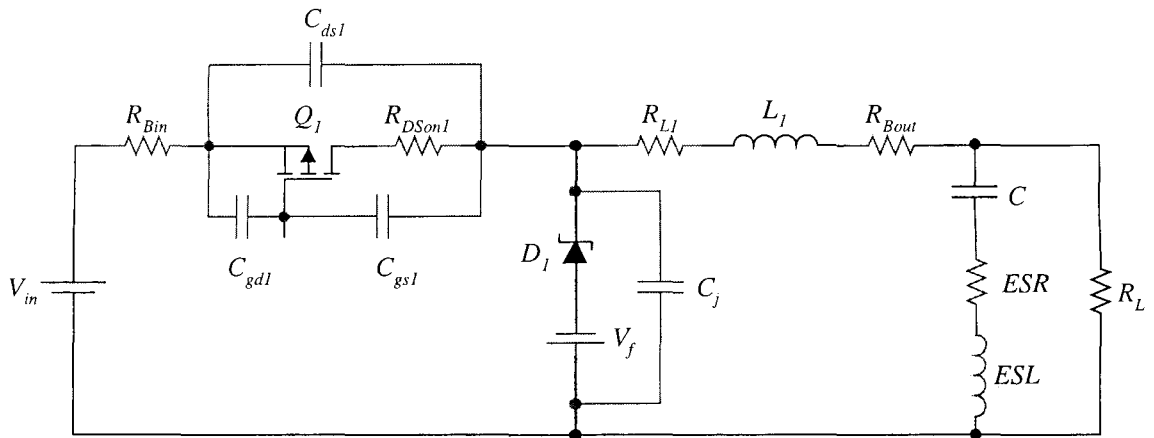 C_ds1
R_Bin
Q_1
R_DSon1
R_L1
L_1
R_Bout
C
C_gd1
C_gs1
D_1
C_j
ESR
R_L
V_in
V_f
ESL